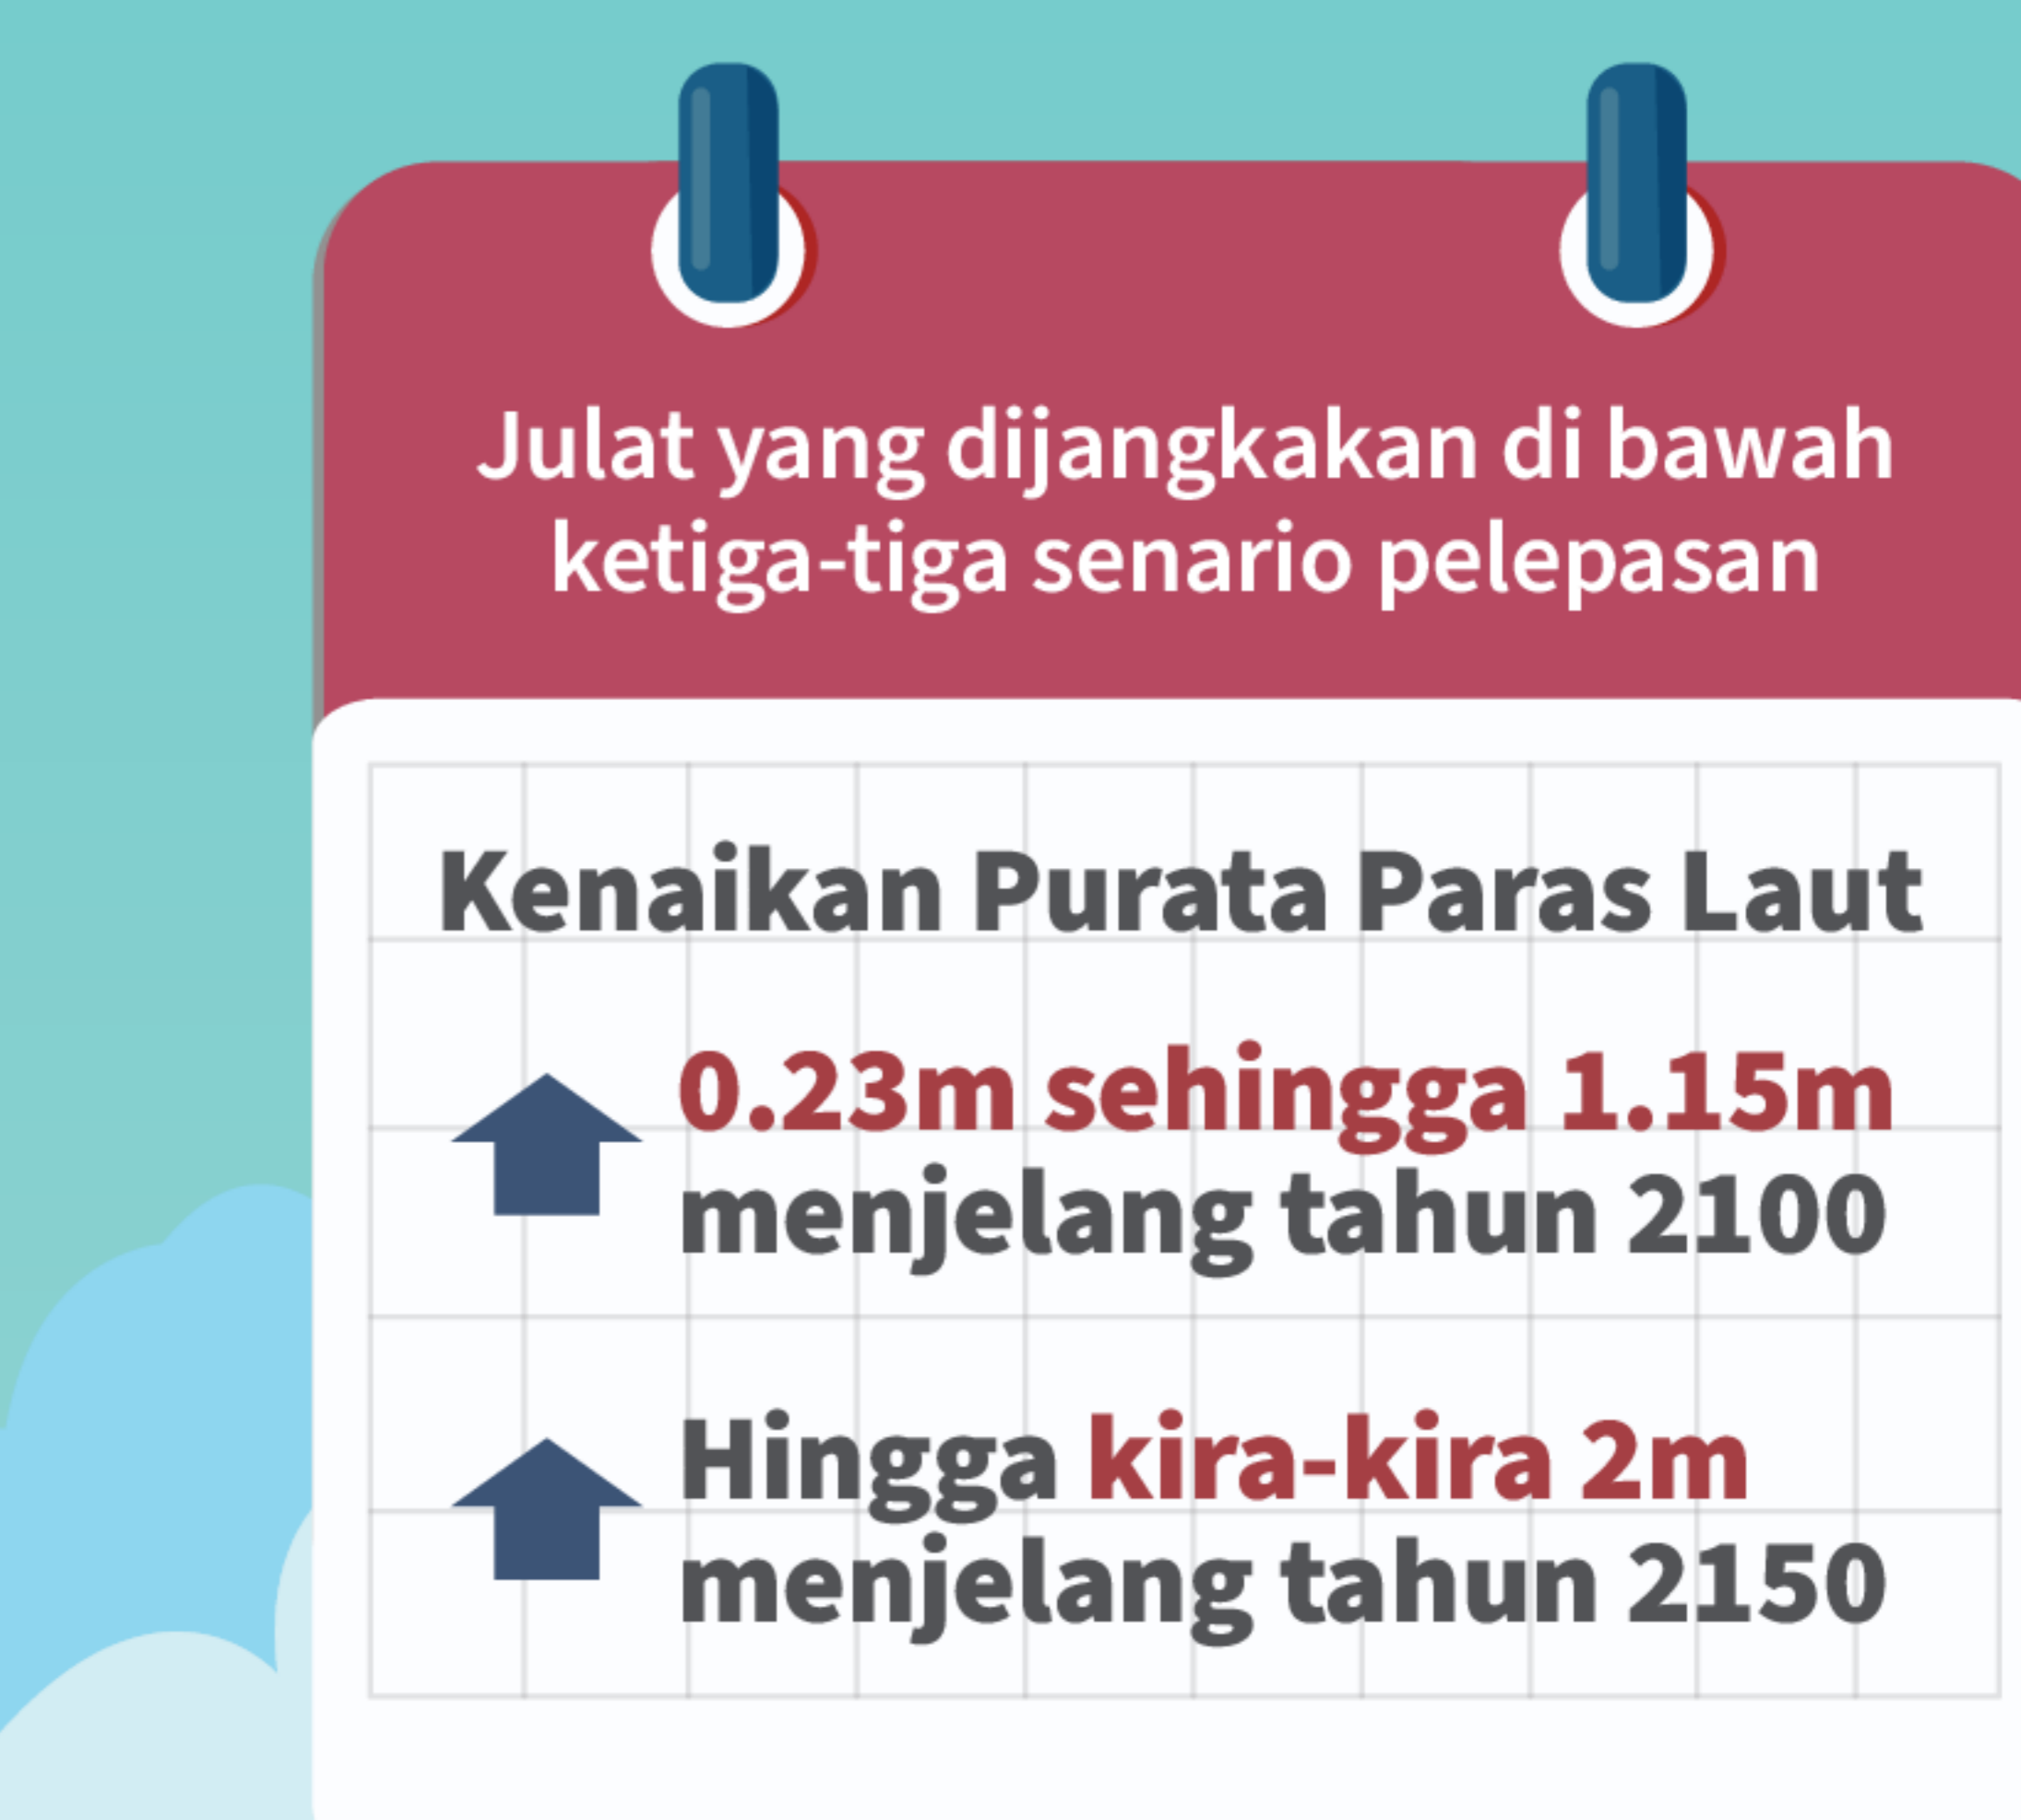 Julat yang dijangkakan di bawah
ketiga-tiga senario pelepasan
Kenaikan Purata Paras Laut
0.23m sehingga 1.15m
menjelang tahun 2100
Hingga kira-kira 2m
menjelang tahun 2150